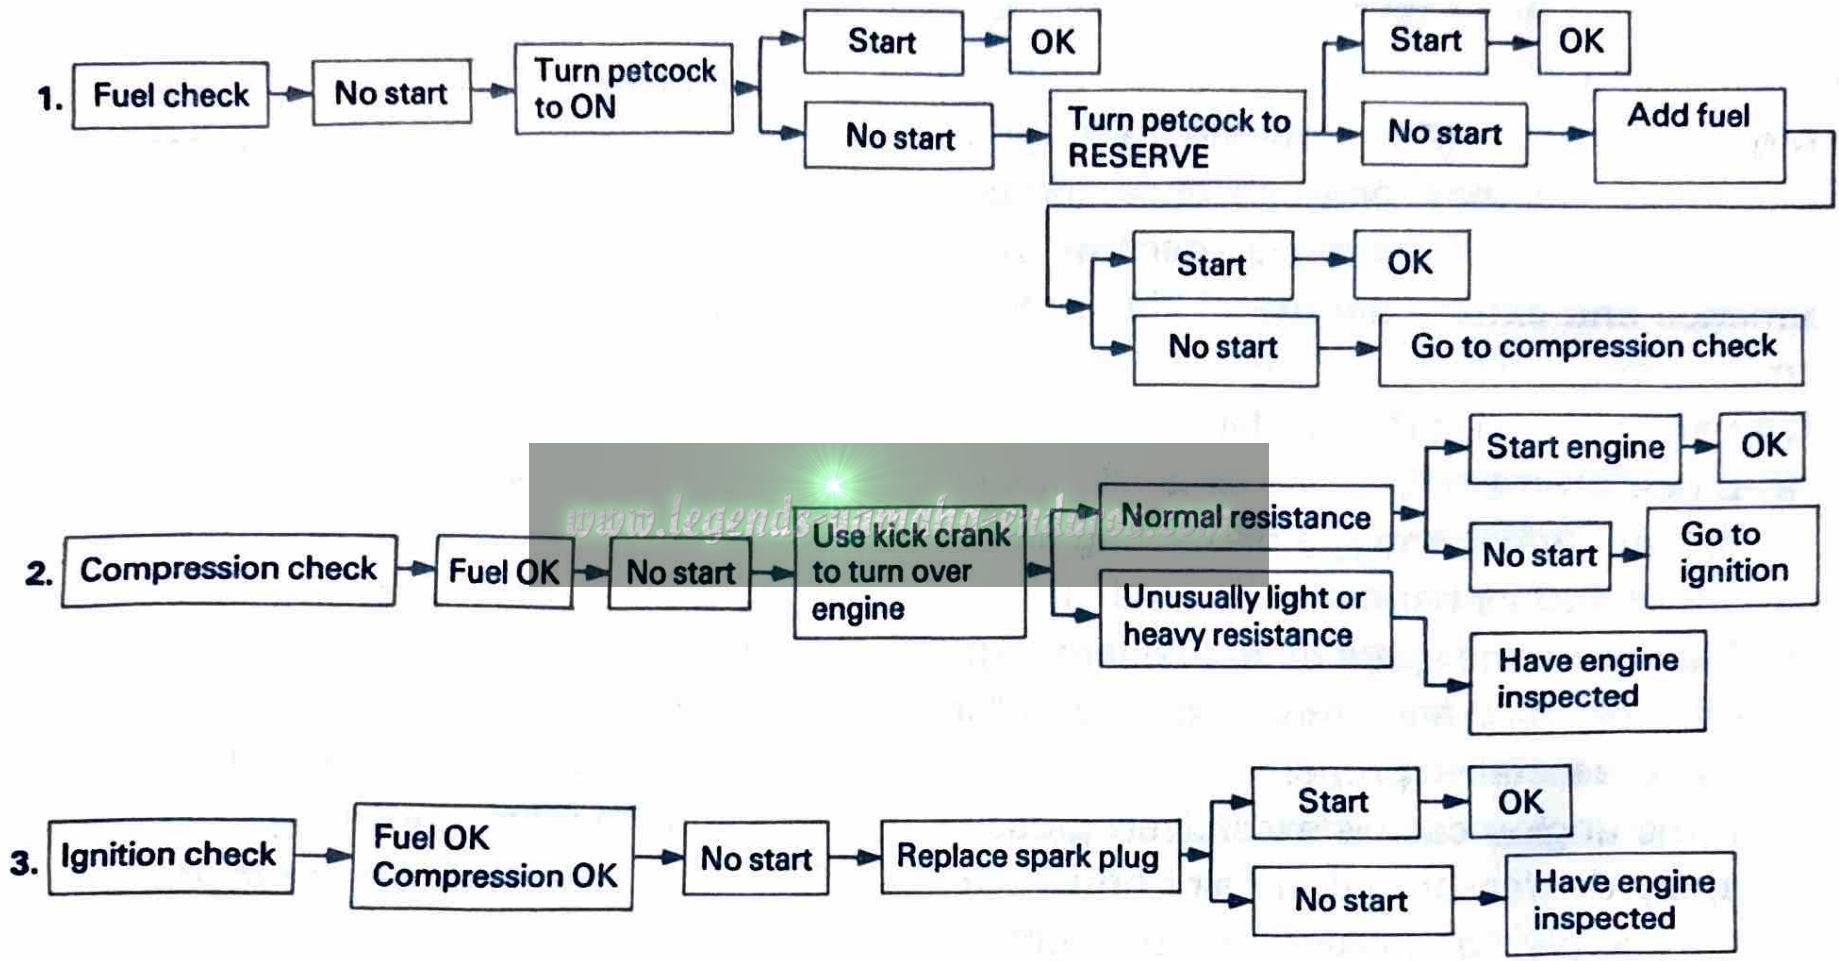 1. Fuel check
No start
Turn petcock
to ON
Start
OK
No start
Turn petcock to
RESERVE
Start
OK
No start
Add fuel
Start
OK
No start
Go to compression check
2. Compression check
Fuel OK
No start
Use kick crank
to turn over
engine
Normal resistance
Start engine
OK
No start
Go to
ignition
Unusually light or
heavy resistance
Have engine
inspected
3. Ignition check
Fuel OK
Compression OK
No start
Replace spark plug
Start
OK
No start
Have engine
inspected